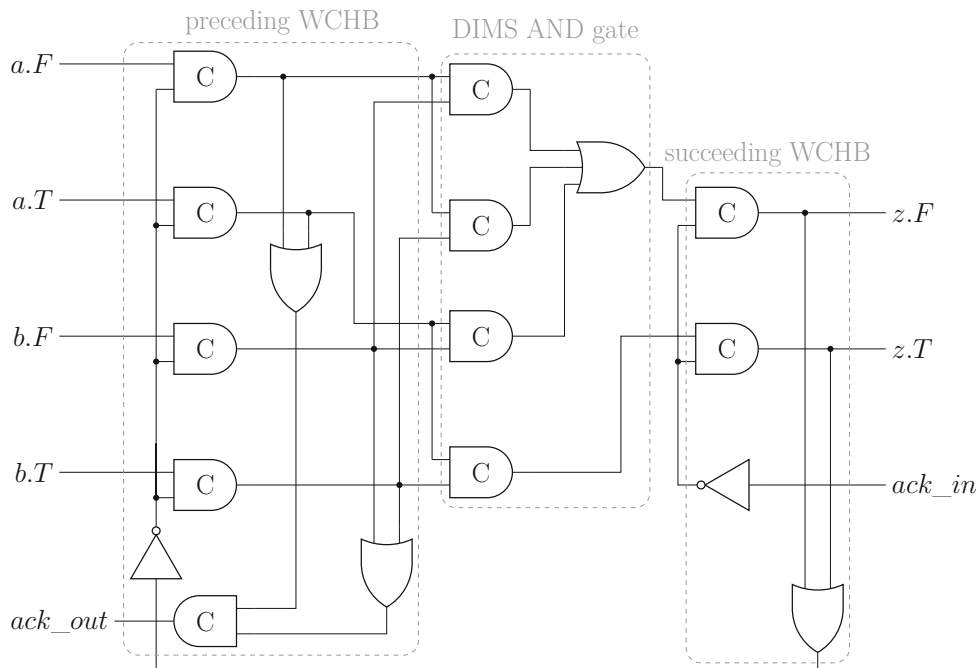 preceding WCHB
DIMS AND gate
succeeding WCHB
a.F
C
C
a.T
C
C
C
z.F
b.F
C
C
C
z.T
b.T
C
C
ack_in
ack_out
C